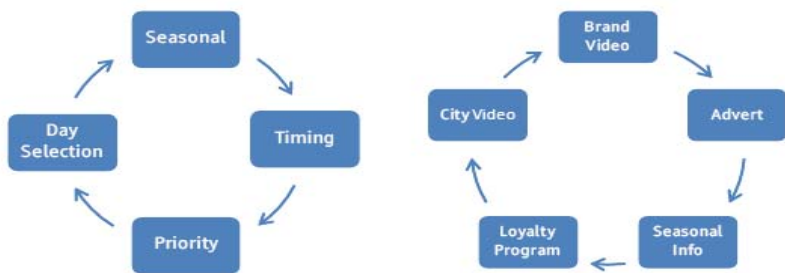 Seasonal
Timing
Priority
Day
Selection
Brand
Video
Advert
Seasonal
Info
Loyalty
Program
City Video